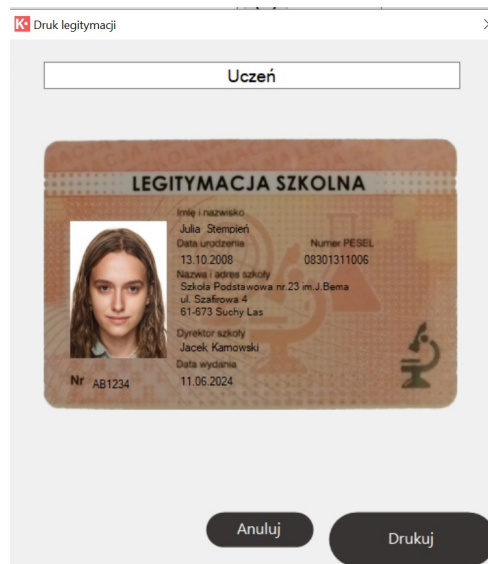 Druk legitymacji
Uczeń
LEGITYMACJA SZKOLNA
Imię i nazwisko
Julia Stempień
Data urodzenia
Numer PESEL
13.10.2008
08301311006
Nazwa i adres szkoły
Szkoła Podstawowa nr.23 im.J.Bema
ul. Szafirowa 4
61-673 Suchy Las
Dyrektor szkoły
Jacek Karnowski
Data wydania
11.06.2024
Nr AB1234
Anuluj
Drukuj